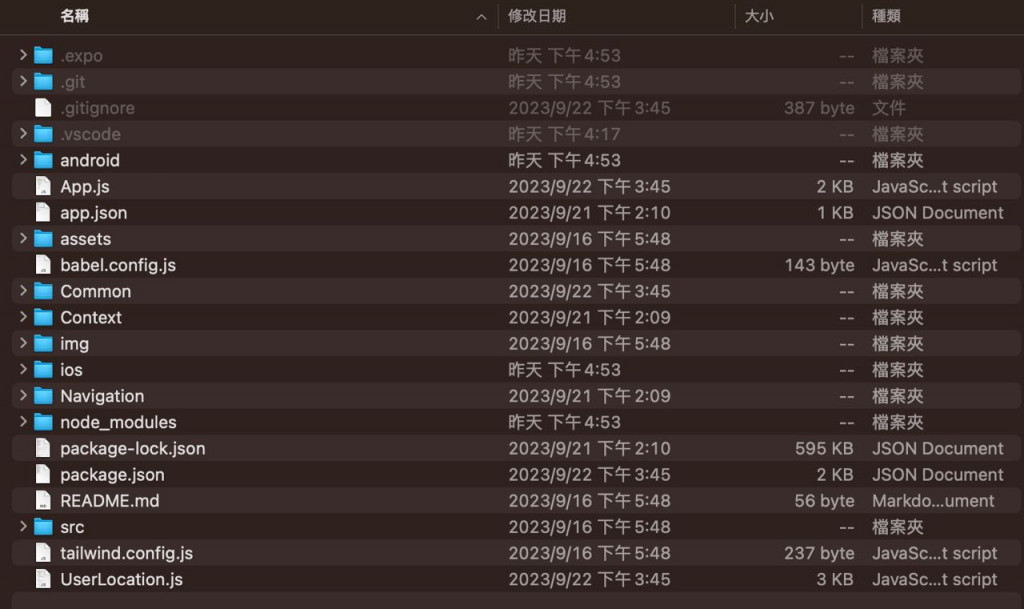 名稱 修改日期 大小 種類
.expo 昨天 下午4:53 -- 檔案夾
.git 昨天 下午4:53 -- 檔案夾
.gitignore 2023/9/22 下午3:45 387 byte 文件
.vscode 昨天 下午4:17 -- 檔案夾
android 昨天 下午4:53 -- 檔案夾
App.js 2023/9/22 下午3:45 2 KB JavaSc...t script
app.json 2023/9/21 下午2:10 1 KB JSON Document
assets 2023/9/16 下午5:48 -- 檔案夾
babel.config.js 2023/9/16 下午5:48 143 byte JavaSc...t script
Common 2023/9/22 下午3:45 -- 檔案夾
Context 2023/9/21 下午2:09 -- 檔案夾
img 2023/9/16 下午5:48 -- 檔案夾
ios 昨天 下午4:53 -- 檔案夾
Navigation 2023/9/21 下午2:09 -- 檔案夾
node_modules 昨天 下午4:53 -- 檔案夾
package-lock.json 2023/9/21 下午2:10 595 KB JSON Document
package.json 2023/9/22 下午3:45 2 KB JSON Document
README.md 2023/9/16 下午5:48 56 byte Markdo...ument
src 2023/9/16 下午5:48 -- 檔案夾
tailwind.config.js 2023/9/16 下午5:48 237 byte JavaSc...t script
UserLocation.js 2023/9/22 下午3:45 3 KB JavaSc...t script